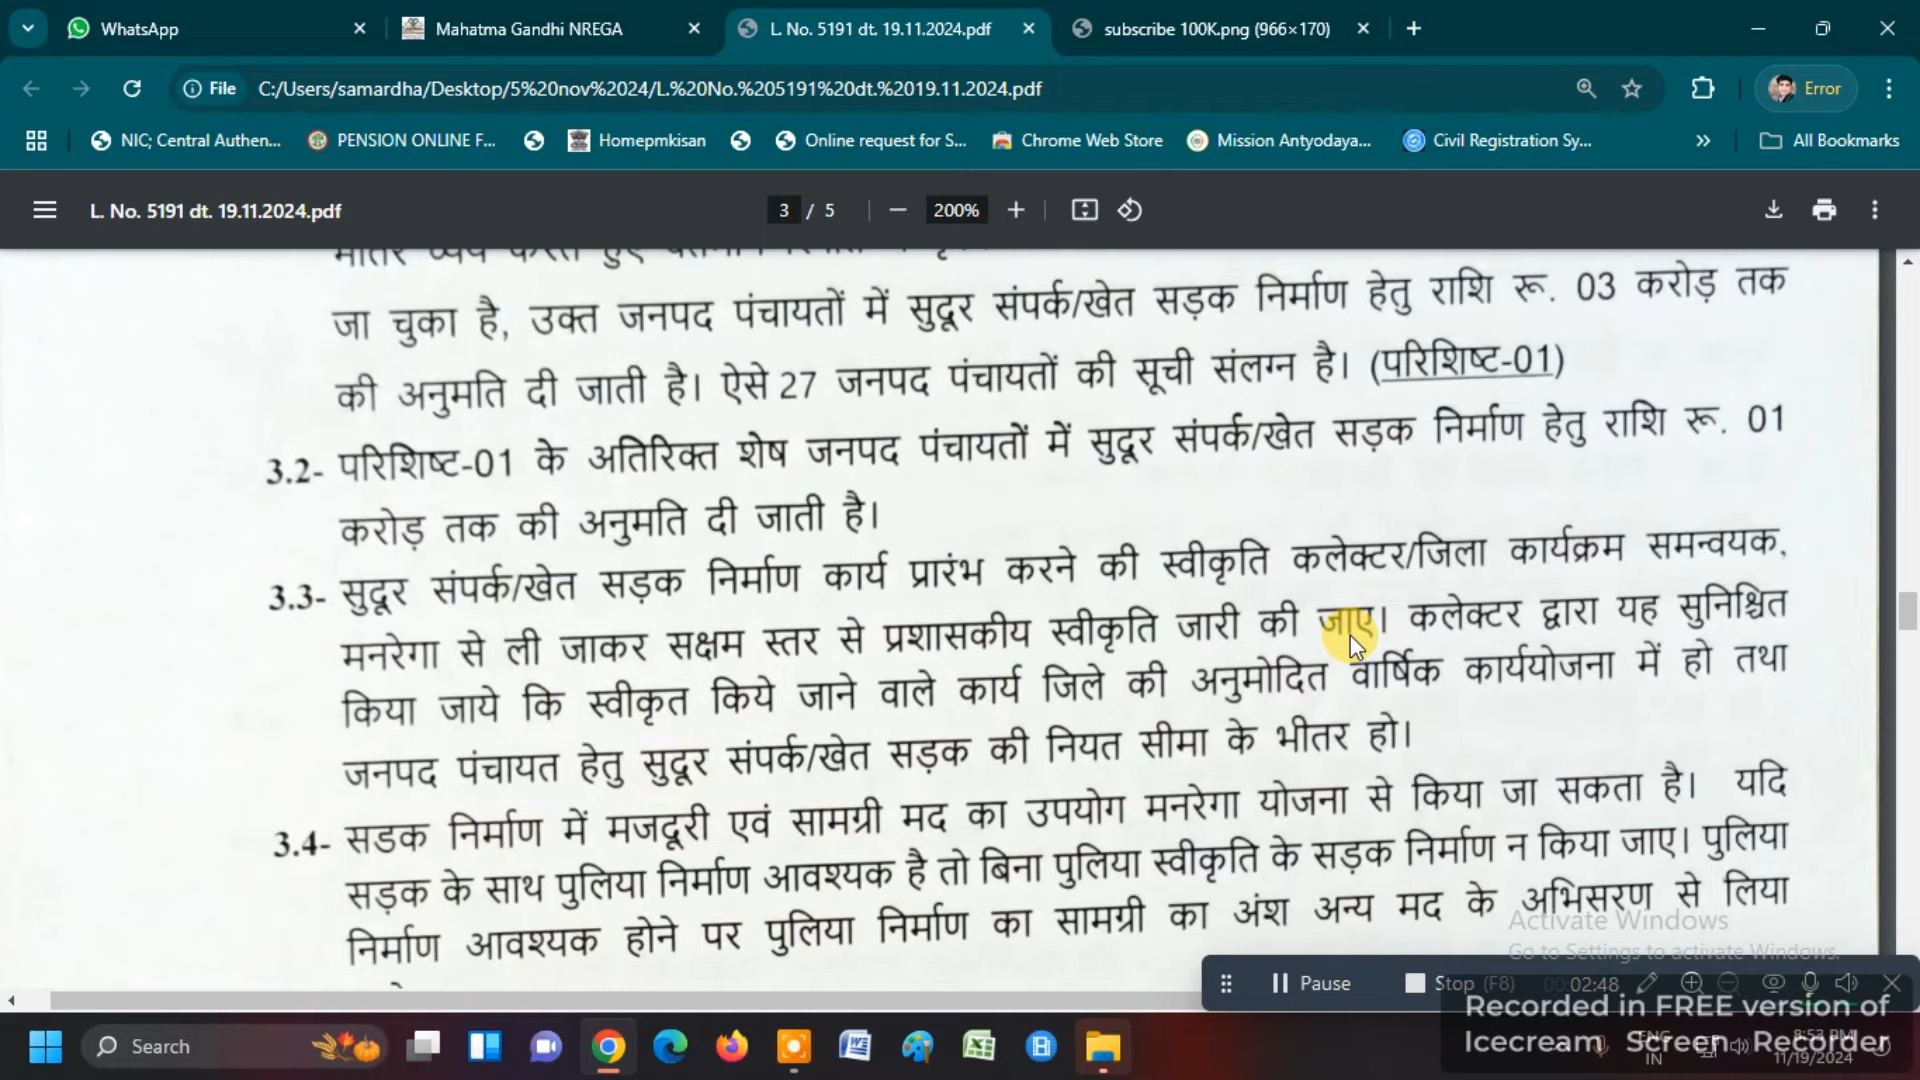 WhatsApp
Mahatma Gandhi NREGA
L. No. 5191 dt. 19.11.2024.pdf
subscribe 100K.png (966×170)
File C:/Users/samardha/Desktop/5%20nov%2024/L.%20No.%205191%20dt.%2019.11.2024.pdf
Error
NIC; Central Authen...
PENSION ONLINE F...
Homepmkisan
Online request for S...
Chrome Web Store
Mission Antyodaya...
Civil Registration Sy...
All Bookmarks
L. No. 5191 dt. 19.11.2024.pdf
3 / 5
200%
जा चुका है, उक्त जनपद पंचायतों में सुदूर संपर्क/खेत सड़क निर्माण हेतु राशि रू. 03 करोड़ तक
की अनुमति दी जाती है। ऐसे 27 जनपद पंचायतों की सूची संलग्न है। (परिशिष्ट-01)
3.2- परिशिष्ट-01 के अतिरिक्त शेष जनपद पंचायतों में सुदूर संपर्क/खेत सड़क निर्माण हेतु राशि रू. 01
करोड़ तक की अनुमति दी जाती है।
3.3- सुदूर संपर्क/खेत सड़क निर्माण कार्य प्रारंभ करने की स्वीकृति कलेक्टर/जिला कार्यक्रम समन्वयक,
मनरेगा से ली जाकर सक्षम स्तर से प्रशासकीय स्वीकृति जारी की जाए। कलेक्टर द्वारा यह सुनिश्चित
किया जाये कि स्वीकृत किये जाने वाले कार्य जिले की अनुमोदित वार्षिक कार्ययोजना में हो तथा
जनपद पंचायत हेतु सुदूर संपर्क/खेत सड़क की नियत सीमा के भीतर हो।
3.4- सडक निर्माण में मजदूरी एवं सामग्री मद का उपयोग मनरेगा योजना से किया जा सकता है। यदि
सड़क के साथ पुलिया निर्माण आवश्यक है तो बिना पुलिया स्वीकृति के सड़क निर्माण न किया जाए। पुलिया
निर्माण आवश्यक होने पर पुलिया निर्माण का सामग्री का अंश अन्य मद के अभिसरण से लिया
Activate Windows
Go to Settings to activate Windows.
Pause
Stop (F8)
00:02:48
Recorded in FREE version of
Icecream Screen Recorder
Search
ENG
IN
8:53 PM
11/19/2024